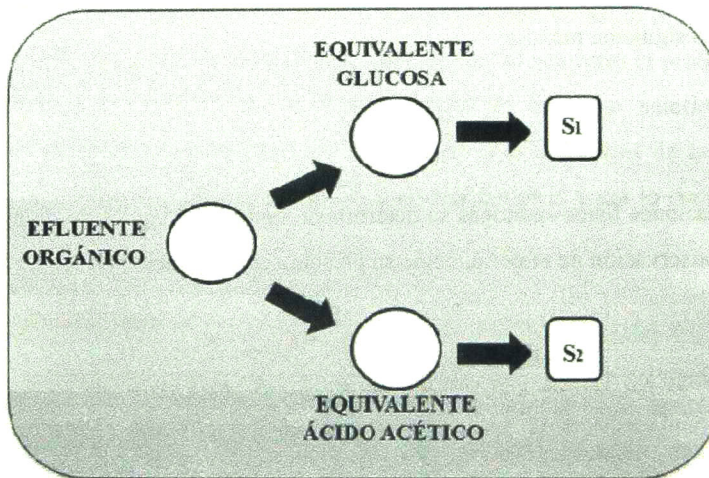 EQUIVALENTE
GLUCOSA
S1
EFLUENTE
ORGÁNICO
S2
EQUIVALENTE
ÁCIDO ACÉTICO